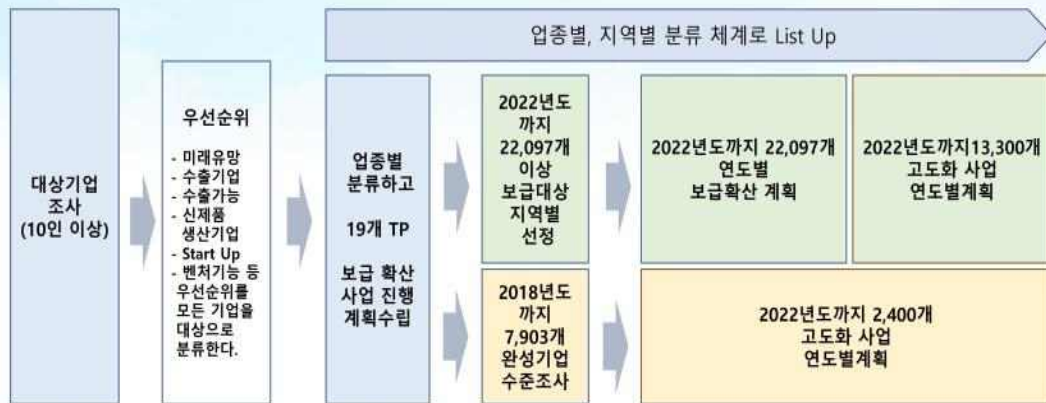 업종별, 지역별 분류 체계로 List Up
대상기업
조사
(10인 이상)
우선순위
- 미래유망
- 수출기업
- 수출가능
- 신제품
생산기업
- Start Up
- 벤처기능 등
우선순위를
모든 기업을
대상으로
분류한다.
업종별
분류하고
19개 TP
보급 확산
사업 진행
계획수립
2022년도
까지
22,097개
이상
보급대상
지역별
선정
2022년도까지 22,097개
연도별
보급확산 계획
2022년도까지13,300개
고도화 사업
연도별계획
2018년도
까지
7,903개
완성기업
수준조사
2022년도까지 2,400개
고도화 사업
연도별계획